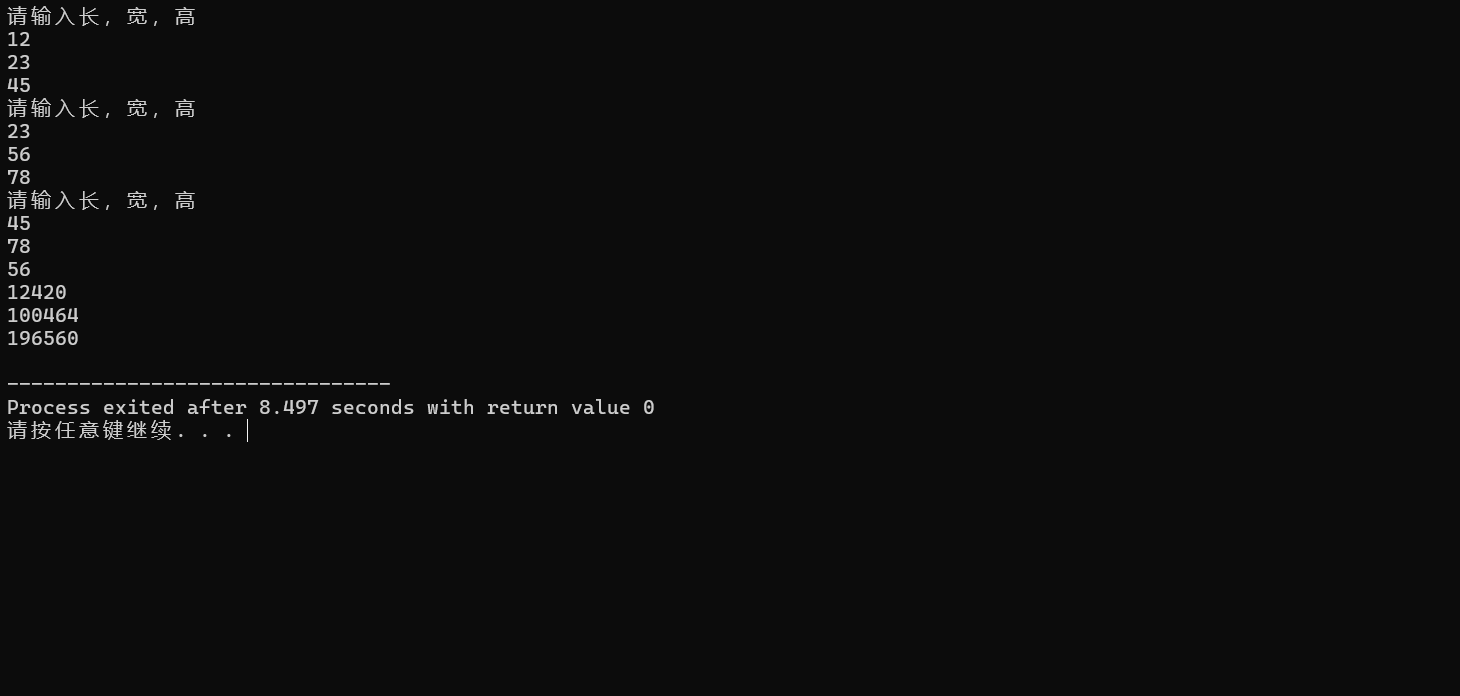 请输入长，宽，高
12
23
45
请输入长，宽，高
23
56
78
请输入长，宽，高
45
78
56
12420
100464
196560
--------------------------------
Process exited after 8.497 seconds with return value 0
请按任意键继续. . .